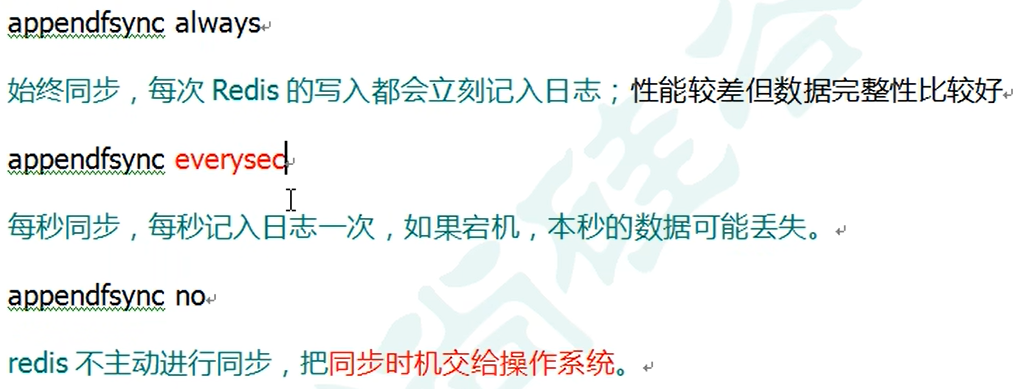 appendfsync always
始终同步，每次 Redis 的写入都会立刻记入日志；性能较差但数据完整性比较好
appendfsync everysec
每秒同步，每秒记入日志一次，如果宕机，本秒的数据可能丢失。
appendfsync no
redis 不主动进行同步，把同步时机交给操作系统。
尚硅谷